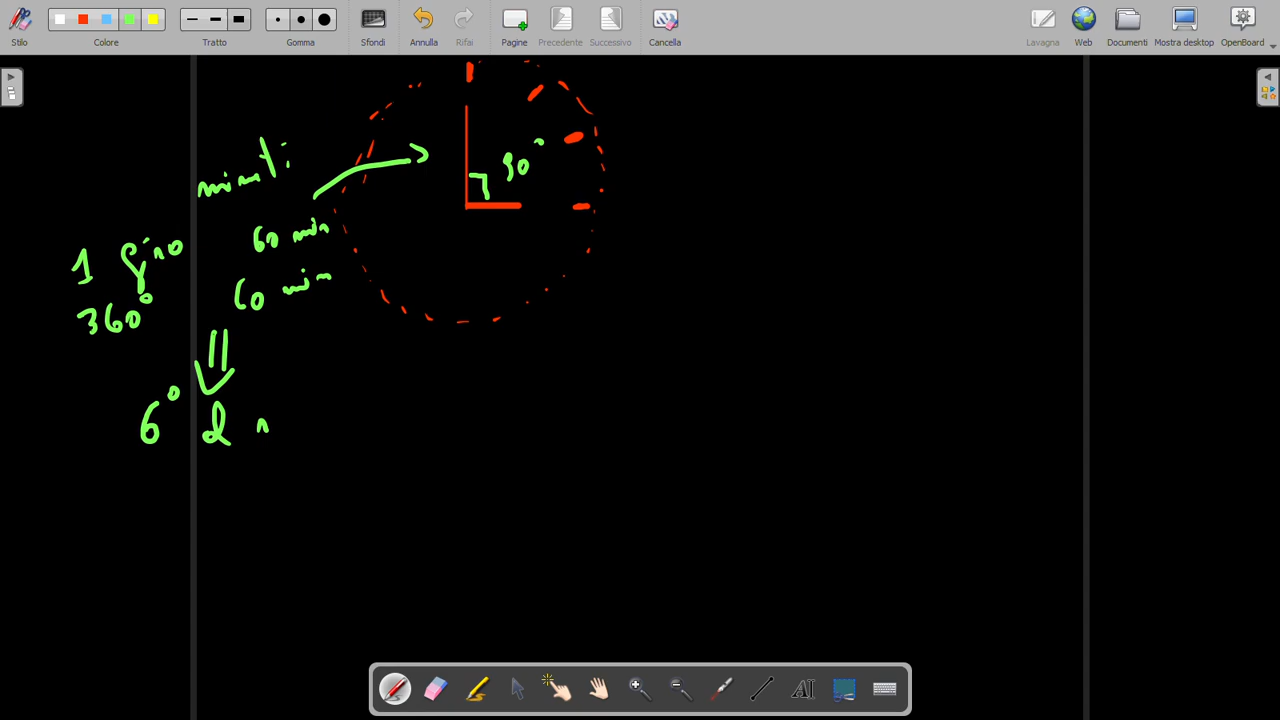 Stilo
Colore
Tratto
Gomma
Sfondi
Annulla
Rifai
Pagine
Precedente
Successivo
Cancella
Lavagna
Web
Documenti
Mostra desktop
OpenBoard
90°
minuti
60 min
1 giro
60 min
360°
6°
AI